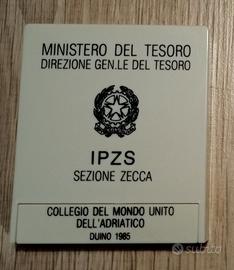 MINISTERO DEL TESORO
DIREZIONE GEN.LE DEL TESORO
IPZS
SEZIONE ZECCA
COLLEGIO DEL MONDO UNITO
DELL'ADRIATICO
DUINO 1985
subito